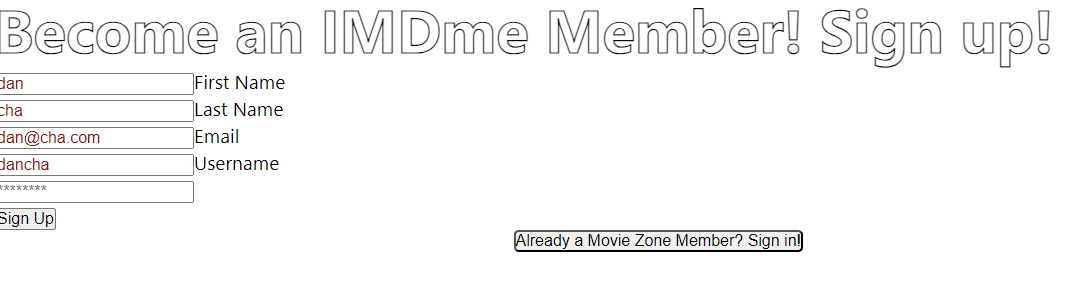 Become an IMDme Member! Sign up!
dan First Name
cha Last Name
dan@cha.com Email
dancha Username
********
Sign Up
Already a Movie Zone Member? Sign in!